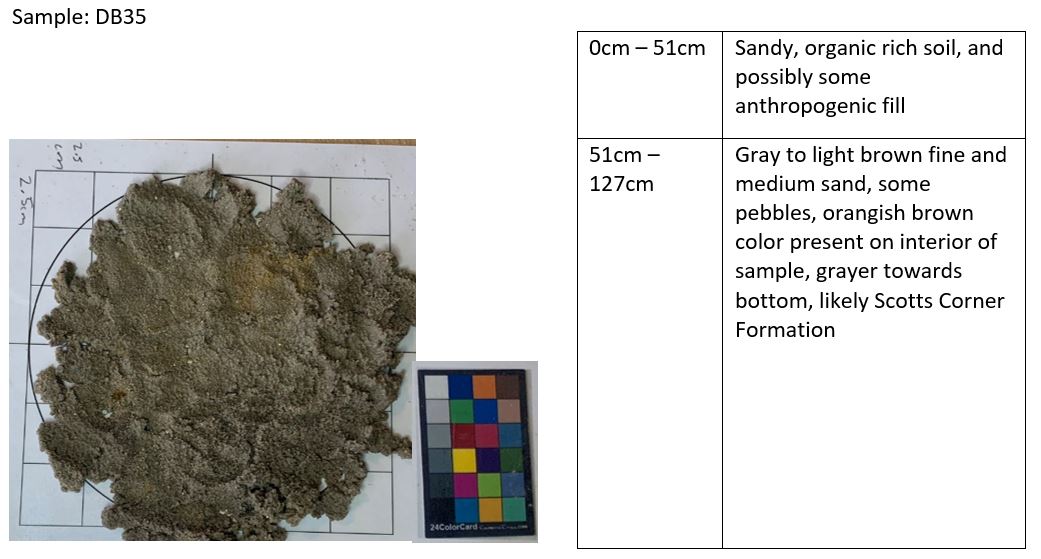 Sample: DB35
0cm – 51cm
Sandy, organic rich soil, and
possibly some
anthropogenic fill
51cm –
127cm
Gray to light brown fine and
medium sand, some
pebbles, orangish brown
color present on interior of
sample, grayer towards
bottom, likely Scotts Corner
Formation
2.5
cm
2.5cm
24ColorCard